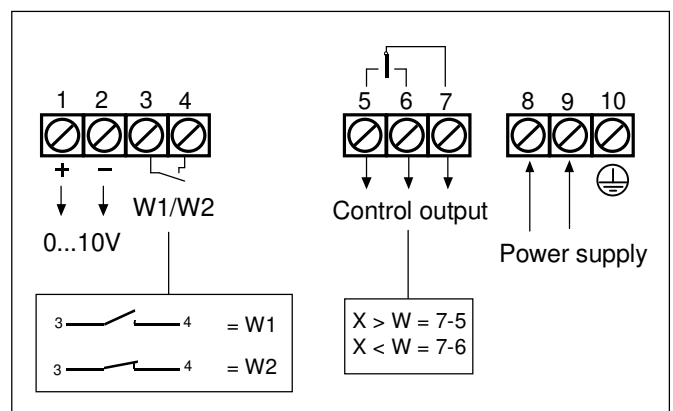 1 2 3 4
5 6 7
8 9 10
+ −
W1/W2
0...10V
Control output
Power supply
3 4 = W1
3 4 = W2
X > W = 7-5
X < W = 7-6